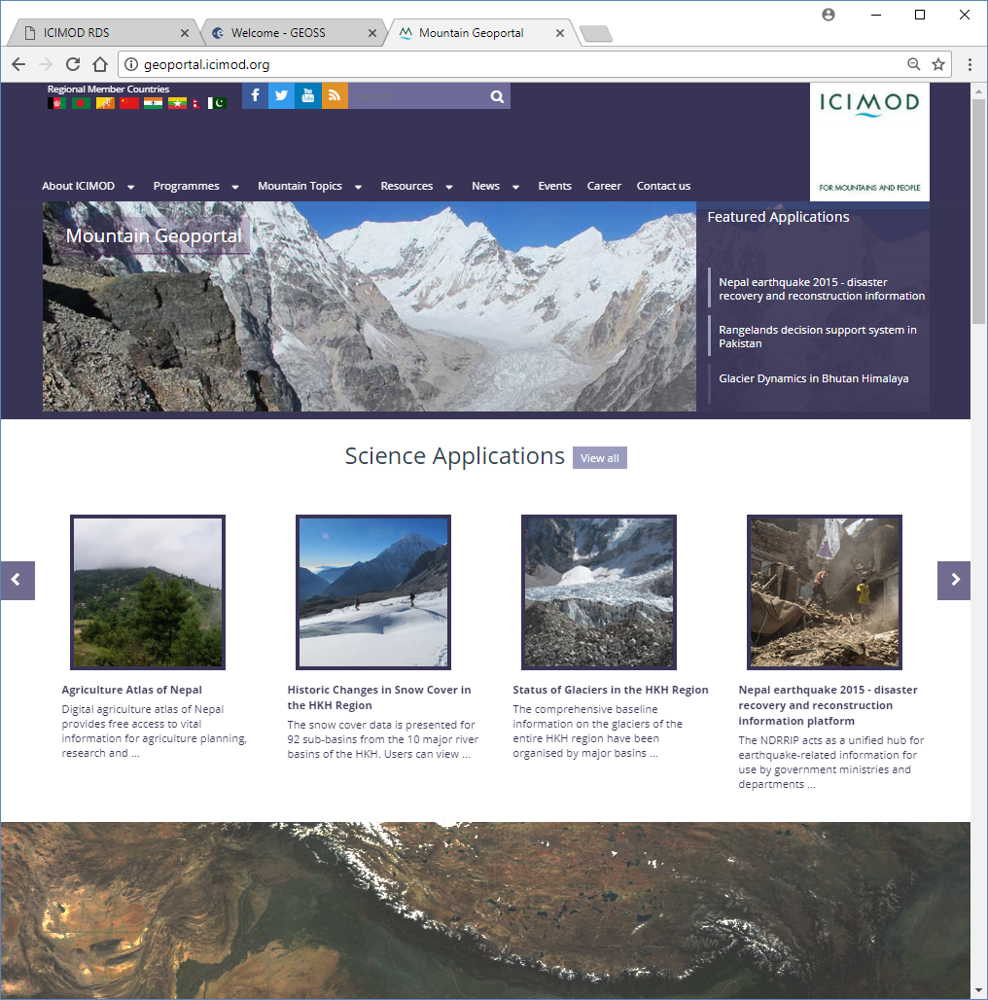 ICIMOD RDS
Welcome - GEOSS
Mountain Geoportal
geoportal.icimod.org
Regional Member Countries
You Tube
Search
ICIMOD
FOR MOUNTAINS AND PEOPLE
About ICIMOD
Programmes
Mountain Topics
Resources
News
Events
Career
Contact us
Mountain Geoportal
Featured Applications
Nepal earthquake 2015 - disaster
recovery and reconstruction information
Rangelands decision support system in
Pakistan
Glacier Dynamics in Bhutan Himalaya
Science Applications
View all
Agriculture Atlas of Nepal
Digital agriculture atlas of Nepal
provides free access to vital
information for agriculture planning,
research and ...
Historic Changes in Snow Cover in
the HKH Region
The snow cover data is presented for
92 sub-basins from the 10 major river
basins of the HKH. Users can view ...
Status of Glaciers in the HKH Region
The comprehensive baseline
information on the glaciers of the
entire HKH region have been
organised by major basins ...
Nepal earthquake 2015 - disaster
recovery and reconstruction
information platform
The NDRRIP acts as a unified hub for
earthquake-related information for
use by government ministries and
departments ...